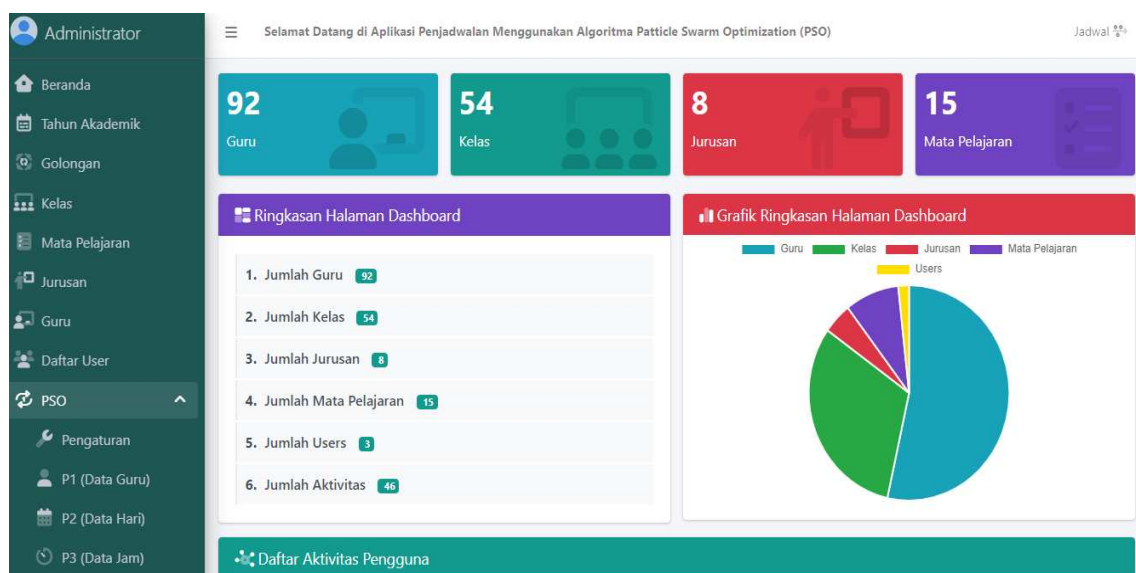 Administrator
Selamat Datang di Aplikasi Penjadwalan Menggunakan Algoritma Patticle Swarm Optimization (PSO)
Jadwal
Beranda
Tahun Akademik
Golongan
Kelas
Mata Pelajaran
Jurusan
Guru
Daftar User
PSO
Pengaturan
P1 (Data Guru)
P2 (Data Hari)
P3 (Data Jam)
92
Guru
54
Kelas
8
Jurusan
15
Mata Pelajaran
Ringkasan Halaman Dashboard
1. Jumlah Guru 92
2. Jumlah Kelas 54
3. Jumlah Jurusan 8
4. Jumlah Mata Pelajaran 15
5. Jumlah Users 3
6. Jumlah Aktivitas 46
Grafik Ringkasan Halaman Dashboard
Guru Kelas Jurusan Mata Pelajaran
Users
Daftar Aktivitas Pengguna